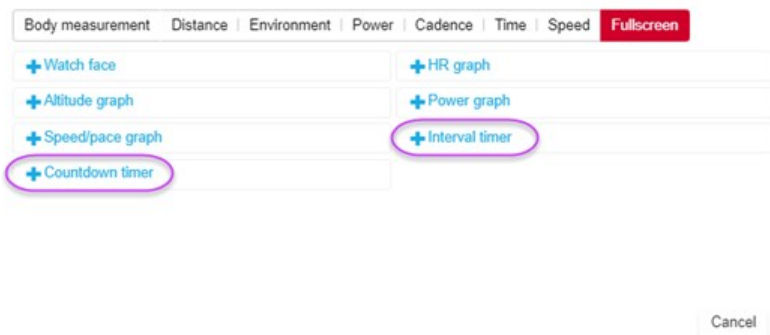 Body measurement Distance Environment Power Cadence Time Speed Fullscreen
Watch face HR graph
Altitude graph Power graph
Speed/pace graph Interval timer
Countdown timer
Cancel